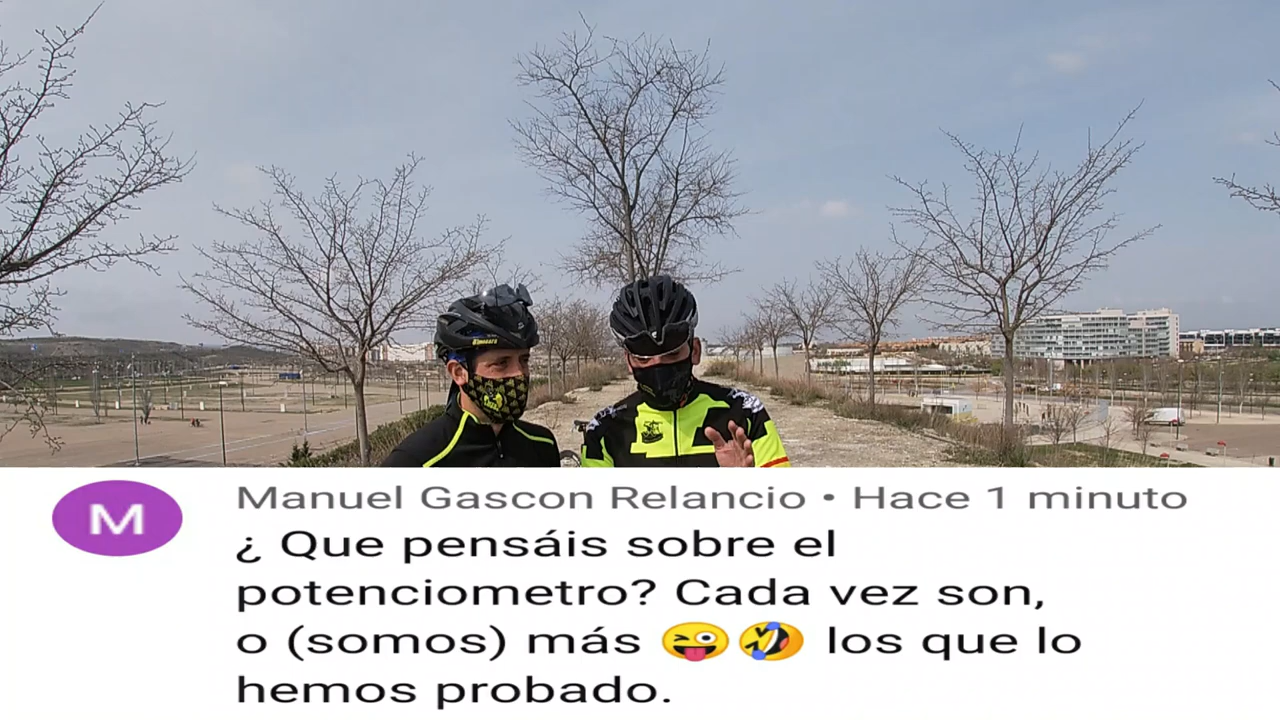 M
Manuel Gascon Relancio • Hace 1 minuto
¿ Que pensáis sobre el
potenciometro? Cada vez son,
o (somos) más 😜🤣 los que lo
hemos probado.